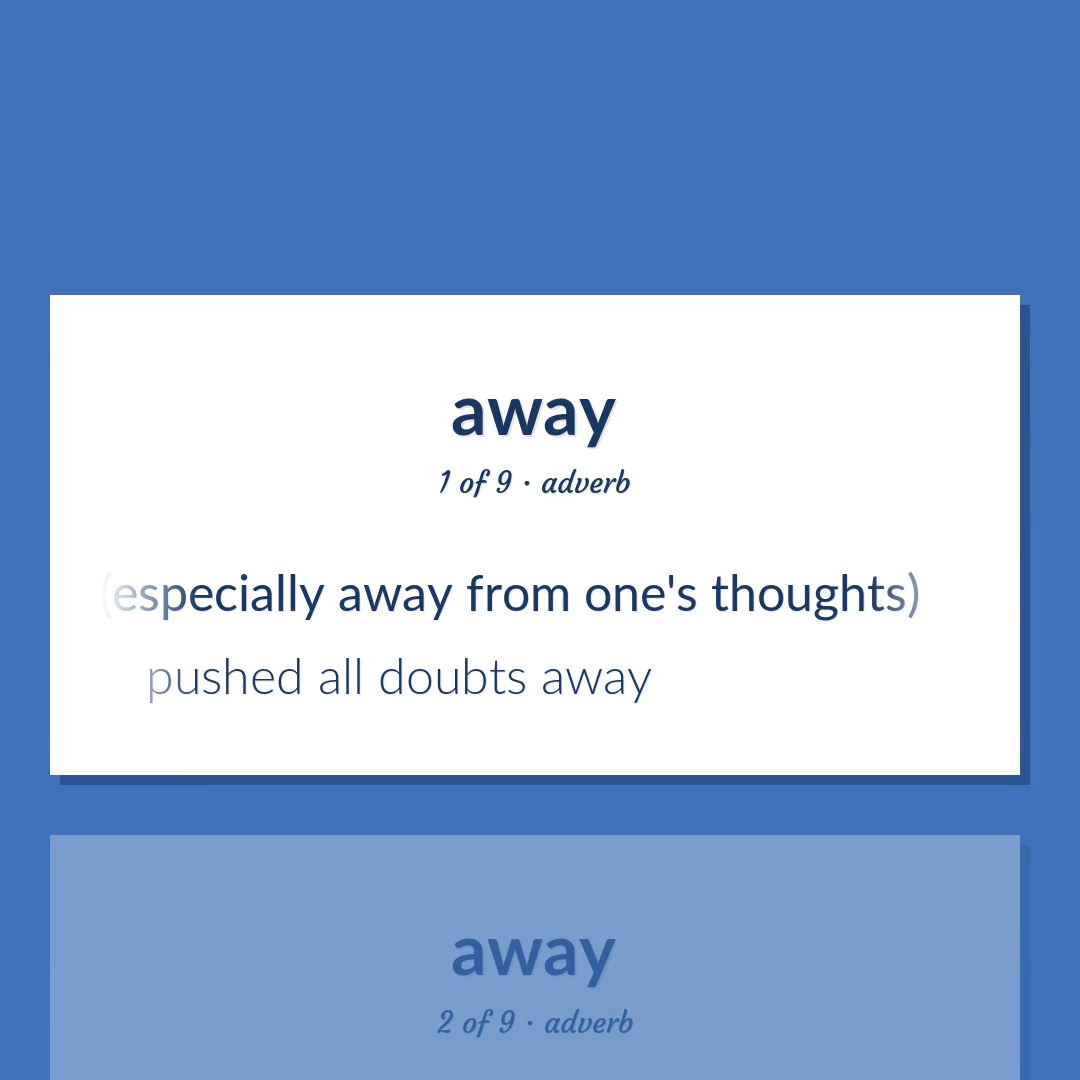 away
1 of 9 · adverb
(especially away from one's thoughts)
pushed all doubts away
away
2 of 9 · adverb